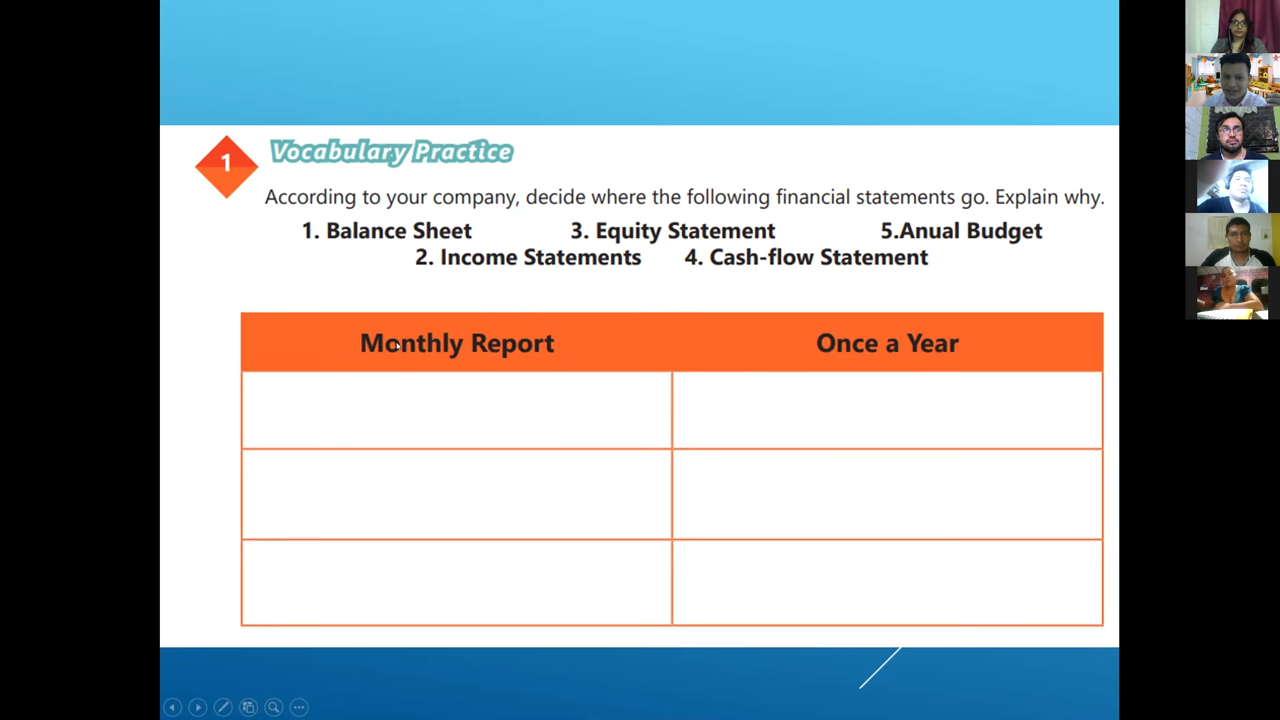 1
Vocabulary Practice
According to your company, decide where the following financial statements go. Explain why.
1. Balance Sheet 3. Equity Statement 5.Anual Budget
2. Income Statements 4. Cash-flow Statement
Monthly Report Once a Year